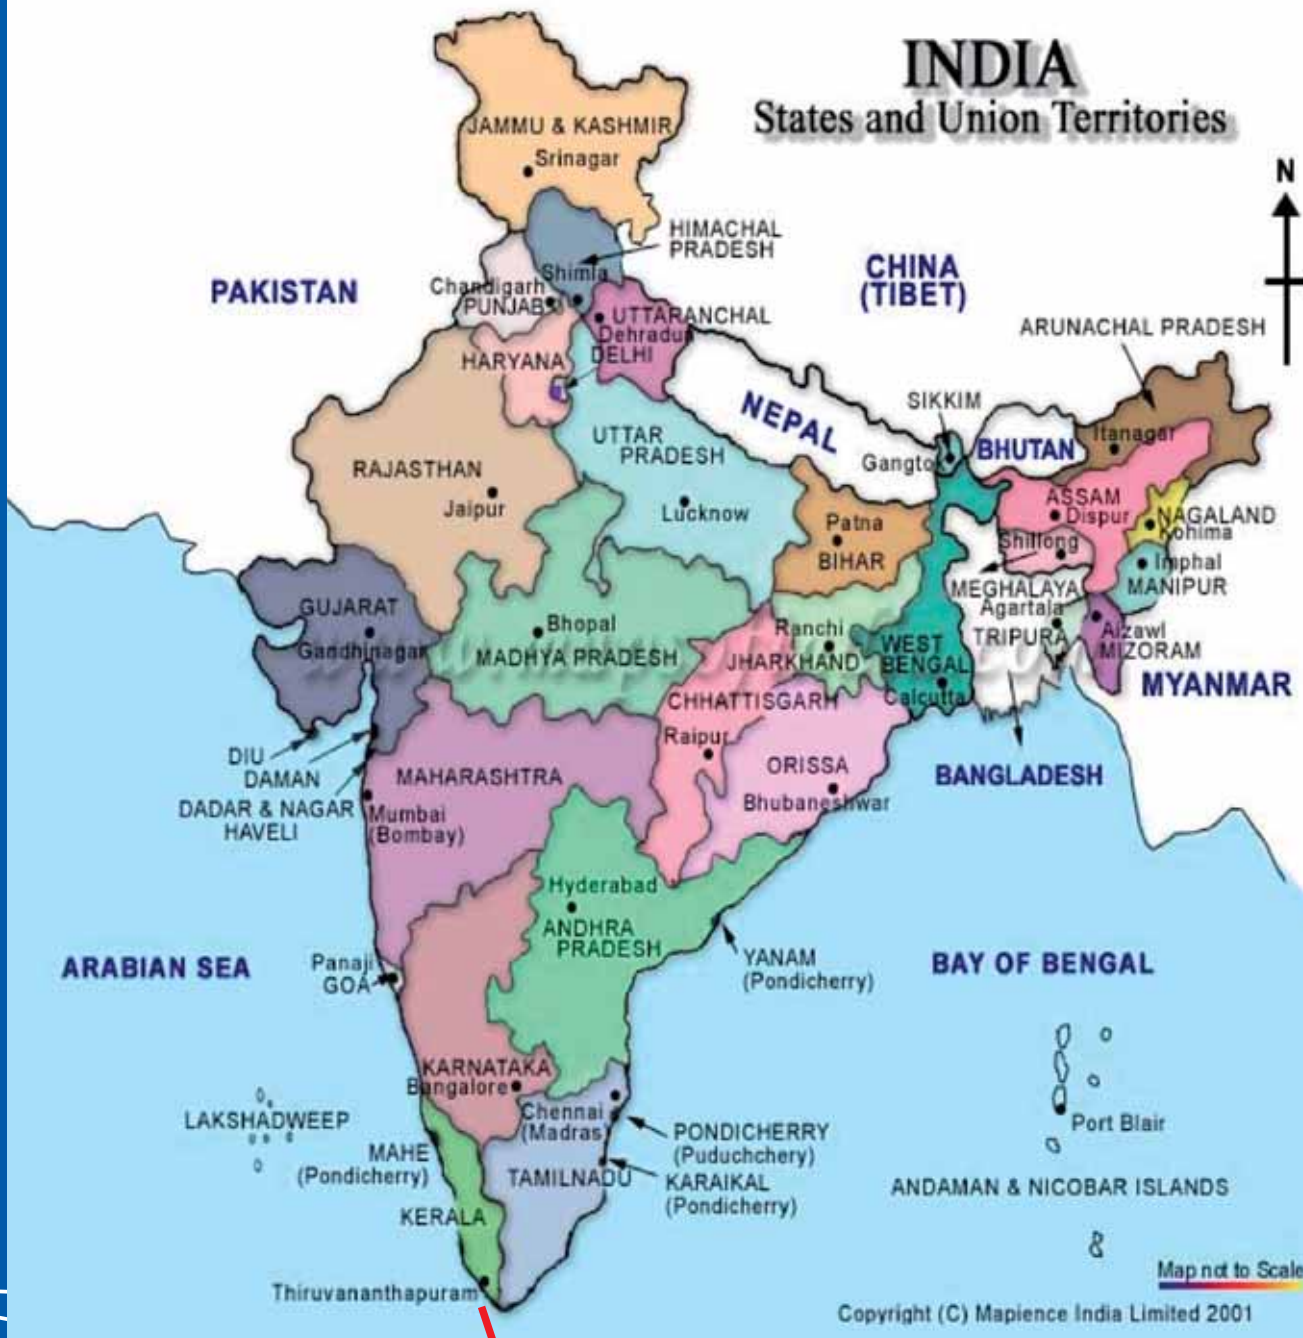 INDIA
States and Union Territories
N
JAMMU & KASHMIR
Srinagar
HIMACHAL
PRADESH
PAKISTAN
CHINA
(TIBET)
Shimla
Chandigarh
PUNJAB
UTTARANCHAL
Dehradun
DELHI
HARYANA
ARUNACHAL PRADESH
NEPAL
SIKKIM
BHUTAN
Itanagar
Gangto
UTTAR
PRADESH
RAJASTHAN
Jaipur
Lucknow
Patna
BIHAR
ASSAM
Dispur
NAGALAND
Kohima
Shillong
Imphal
MANIPUR
MEGHALAYA
Agartala
TRIPURA
Aizawl
MIZORAM
MYANMAR
GUJARAT
Gandhinagar
Bhopal
MADHYA PRADESH
Ranchi
JHARKHAND
WEST
BENGAL
Calcutta
CHHATTISGARH
Raipur
ORISSA
Bhubaneshwar
BANGLADESH
DIU
DAMAN
DADAR & NAGAR
HAVELI
MAHARASHTRA
Mumbai
(Bombay)
Hyderabad
ANDHRA
PRADESH
YANAM
(Pondicherry)
ARABIAN SEA
Panaji
GOA
BAY OF BENGAL
KARNATAKA
Bangalore
LAKSHADWEEP
Chennai
(Madras)
PONDICHERRY
(Puduchchery)
Port Blair
MAHE
(Pondicherry)
TAMILNADU
KARAIKAL
(Pondicherry)
ANDAMAN & NICOBAR ISLANDS
KERALA
Thiruvananthapuram
Map not to Scale
Copyright (C) Mapience India Limited 2001